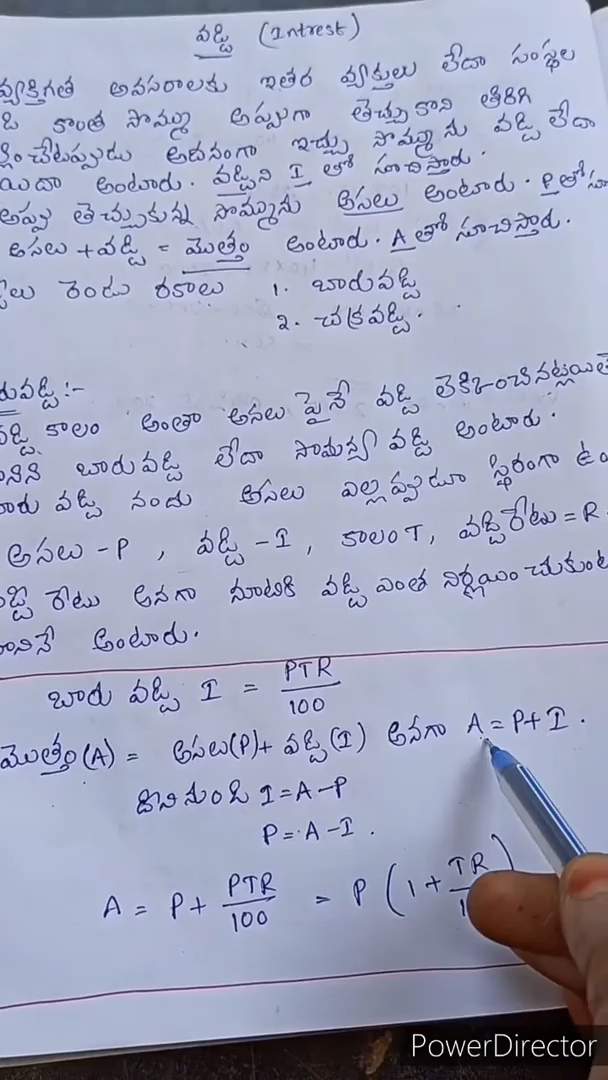 వడ్డి (Intrest)
వ్యక్తిగత అవసరాలకు ఇతర వ్యక్తులు లేదా సంస్థల
కొంత సొమ్ము అప్పుగా తెచ్చుకొని తిరిగి
చేటప్పుడు అదనంగా ఇచ్చు సొమ్మును వడ్డి లేదా
అంటారు. వడ్డీని I తో సూచిస్తారు.
అప్పు తెచ్చుకున్న సొమ్మును అసలు అంటారు. P తో
అసలు + వడ్డి = మొత్తం అంటారు. A తో సూచిస్తారు.
రెండు రకాలు 1. బారువడ్డి
2. చక్రవడ్డి.
వడ్డి :-
కాలం అంతా అసలు పైనే వడ్డి
బారువడ్డి లేదా సామాన్య వడ్డి అంటారు.
వడ్డి నందు అసలు ఎల్లప్పుడూ స్థిరంగా
అసలు - P , వడ్డి - I , కాలం T, వడ్డిరేటు = R.
రేటు అనగా నూటికి వడ్డి ఎంత
అంటారు.
బారు వడ్డి I = PTR/100
మొత్తం (A) = అసలు(P)+ వడ్డి(I) అనగా A = P+ I .
దీని నుండి I = A - P
P = A - I .
A = P + PTR/100 = P ( 1 + TR )
PowerDirector